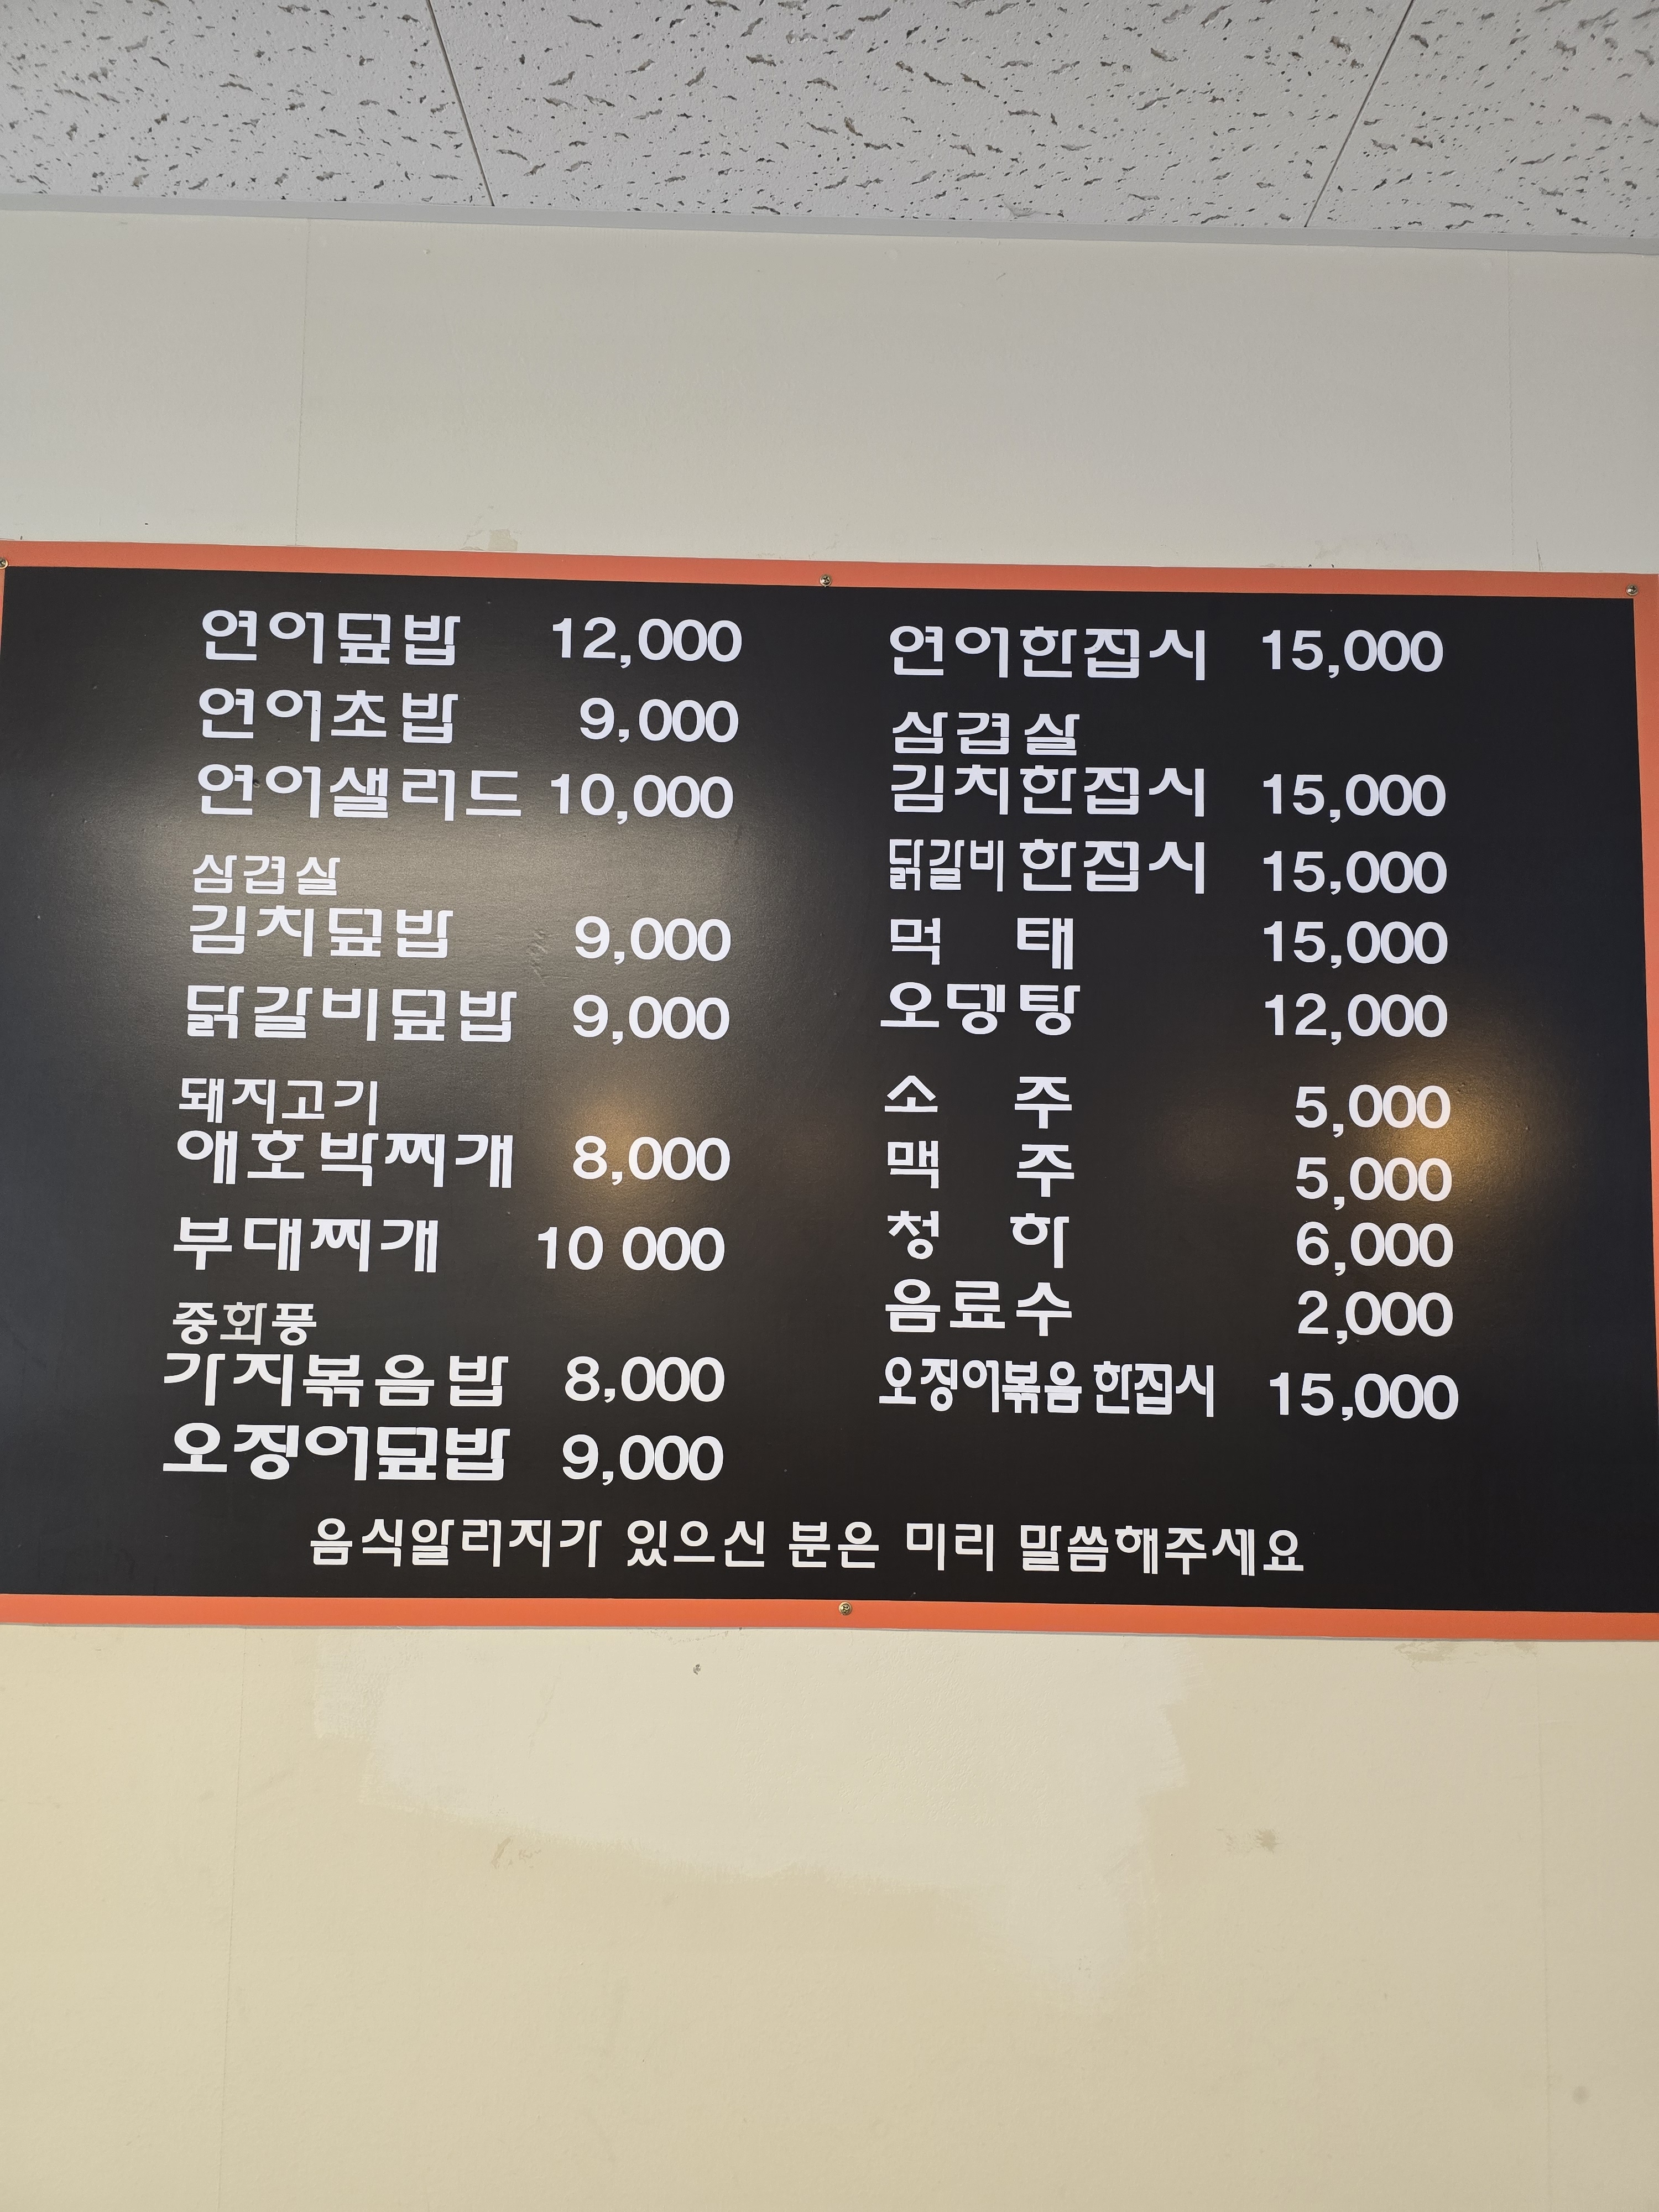 연어덮밥 12,000
연어초밥 9,000
연어샐러드 10,000
삼겹살
김치덮밥 9,000
닭갈비덮밥 9,000
돼지고기
애호박찌개 8,000
부대찌개 10 000
중화풍
가지볶음밥 8,000
오징어덮밥 9,000
연어한접시 15,000
삼겹살
김치한접시 15,000
닭갈비 한접시 15,000
먹 태 15,000
오뎅탕 12,000
소 주 5,000
맥 주 5,000
청 하 6,000
음료수 2,000
오징어볶음 한접시 15,000
음식알러지가 있으신 분은 미리 말씀해주세요